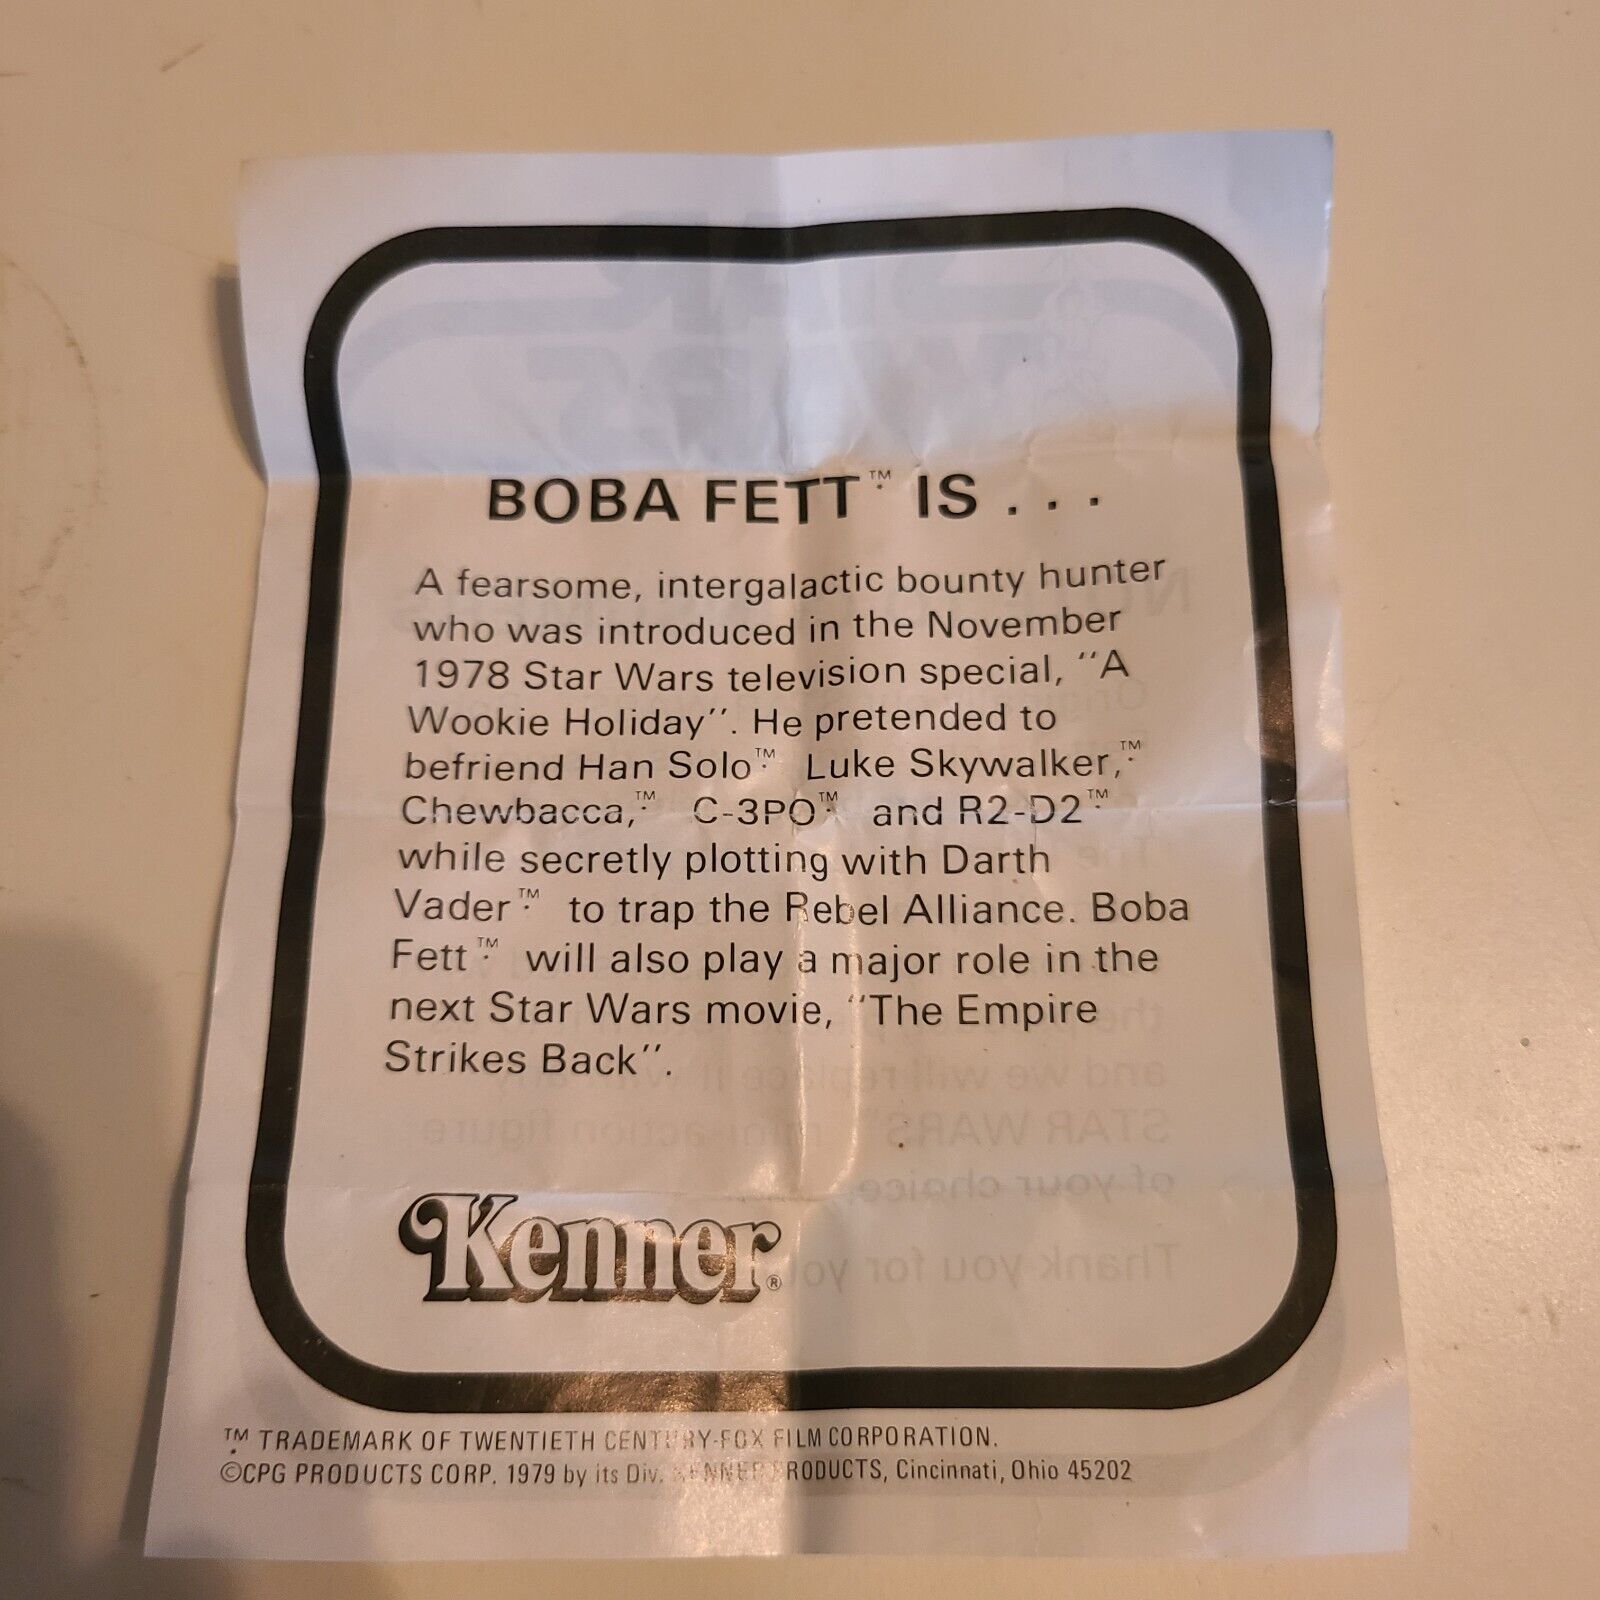 BOBA FETT™ IS . . .
A fearsome, intergalactic bounty hunter
who was introduced in the November
1978 Star Wars television special, "A
Wookie Holiday". He pretended to
befriend Han Solo™ Luke Skywalker,™
Chewbacca,™ C-3PO™ and R2-D2™
while secretly plotting with Darth
Vader™ to trap the Rebel Alliance. Boba
Fett™ will also play a major role in the
next Star Wars movie, "The Empire
Strikes Back".
Kenner®
™ TRADEMARK OF TWENTIETH CENTURY-FOX FILM CORPORATION.
©CPG PRODUCTS CORP. 1979 by its Div. KENNER PRODUCTS, Cincinnati, Ohio 45202